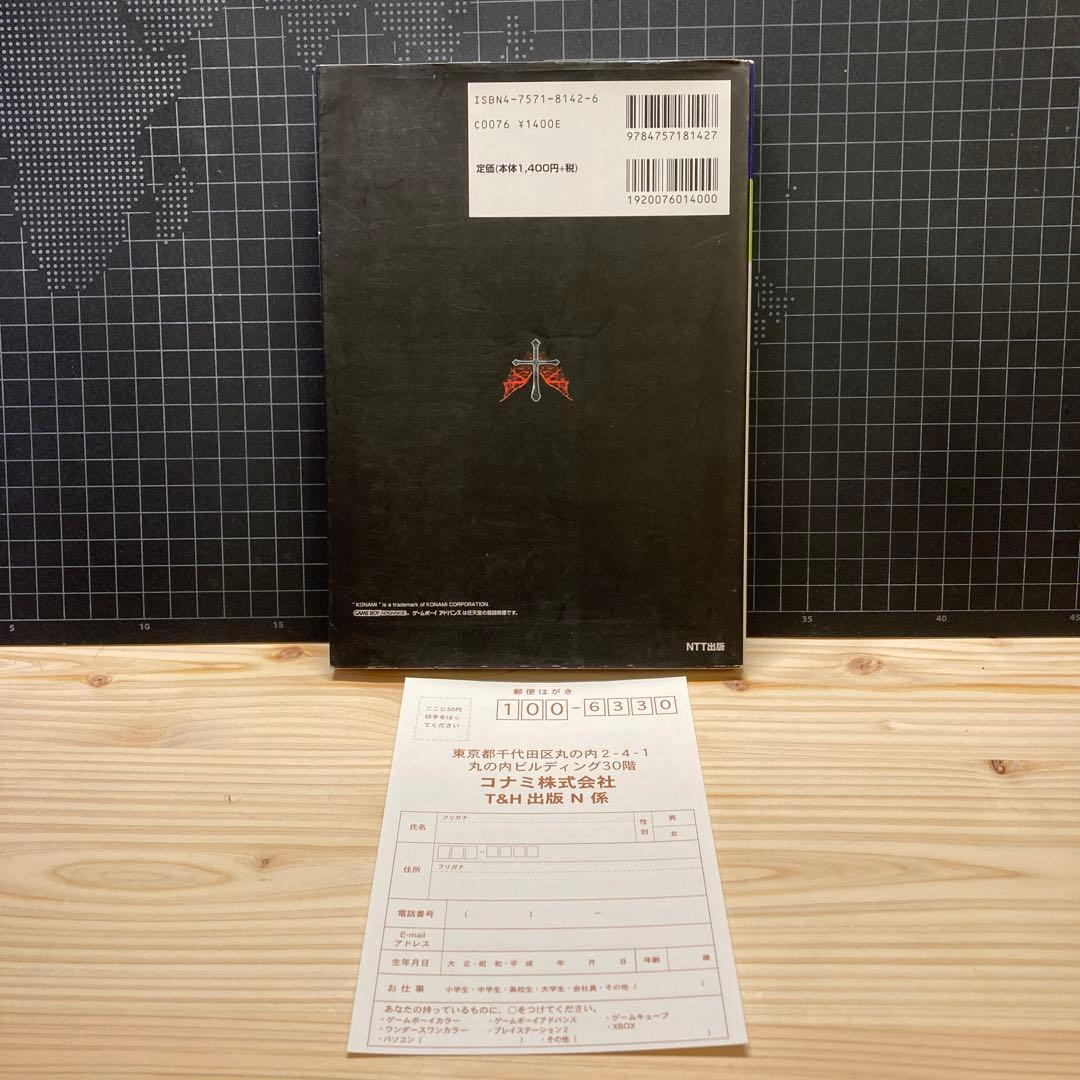 ISBN4-7571-8142-6
C0076 ¥1400E
定価(本体1,400円+税)
9784757181427
1920076014000
"KONAMI" is a trademark of KONAMI CORPORATION.
GAME BOY ADVANCE、ゲームボーイ アドバンスは任天堂の登録商標です。
NTT出版
5
10
15
35
40
45
郵便はがき
ここに50円
切手をはっ
てください
100-6330
東京都千代田区丸の内2-4-1
丸の内ビルディング30階
コナミ株式会社
T&H 出版 N 係
氏名
フリガナ
性別
男
女
住所
フリガナ
電話番号 ( ) ー
E-mail
アドレス
生年月日 大正・昭和・平成 年 月 日 年齢 歳
お仕事 小学生・中学生・高校生・大学生・会社員・その他( )
あなたの持っているものに、○をつけてください。
・ゲームボーイカラー ・ゲームボーイアドバンス ・ゲームキューブ
・ワンダースワンカラー ・プレイステーション2 ・XBOX
・パソコン( ) ・その他( )